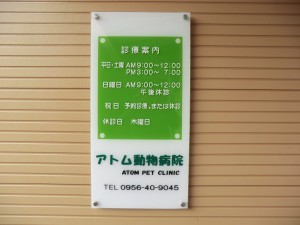 診療案内
平日・土曜 AM9:00〜12:00
PM3:00〜 7:00
日曜日 AM9:00〜12:00
午後休診
祝日 予約診療、または休診
休診日 木曜日
アトム動物病院
ATOM PET CLINIC
TEL 0956-40-9045